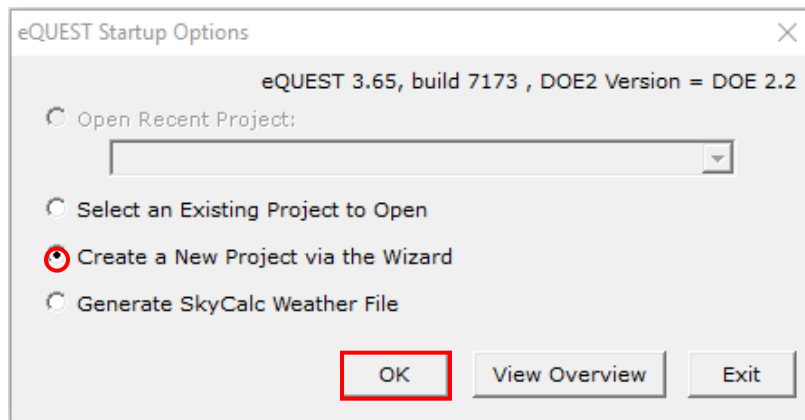 eQUEST Startup Options
eQUEST 3.65, build 7173 , DOE2 Version = DOE 2.2
Open Recent Project:
Select an Existing Project to Open
Create a New Project via the Wizard
Generate SkyCalc Weather File
OK View Overview Exit